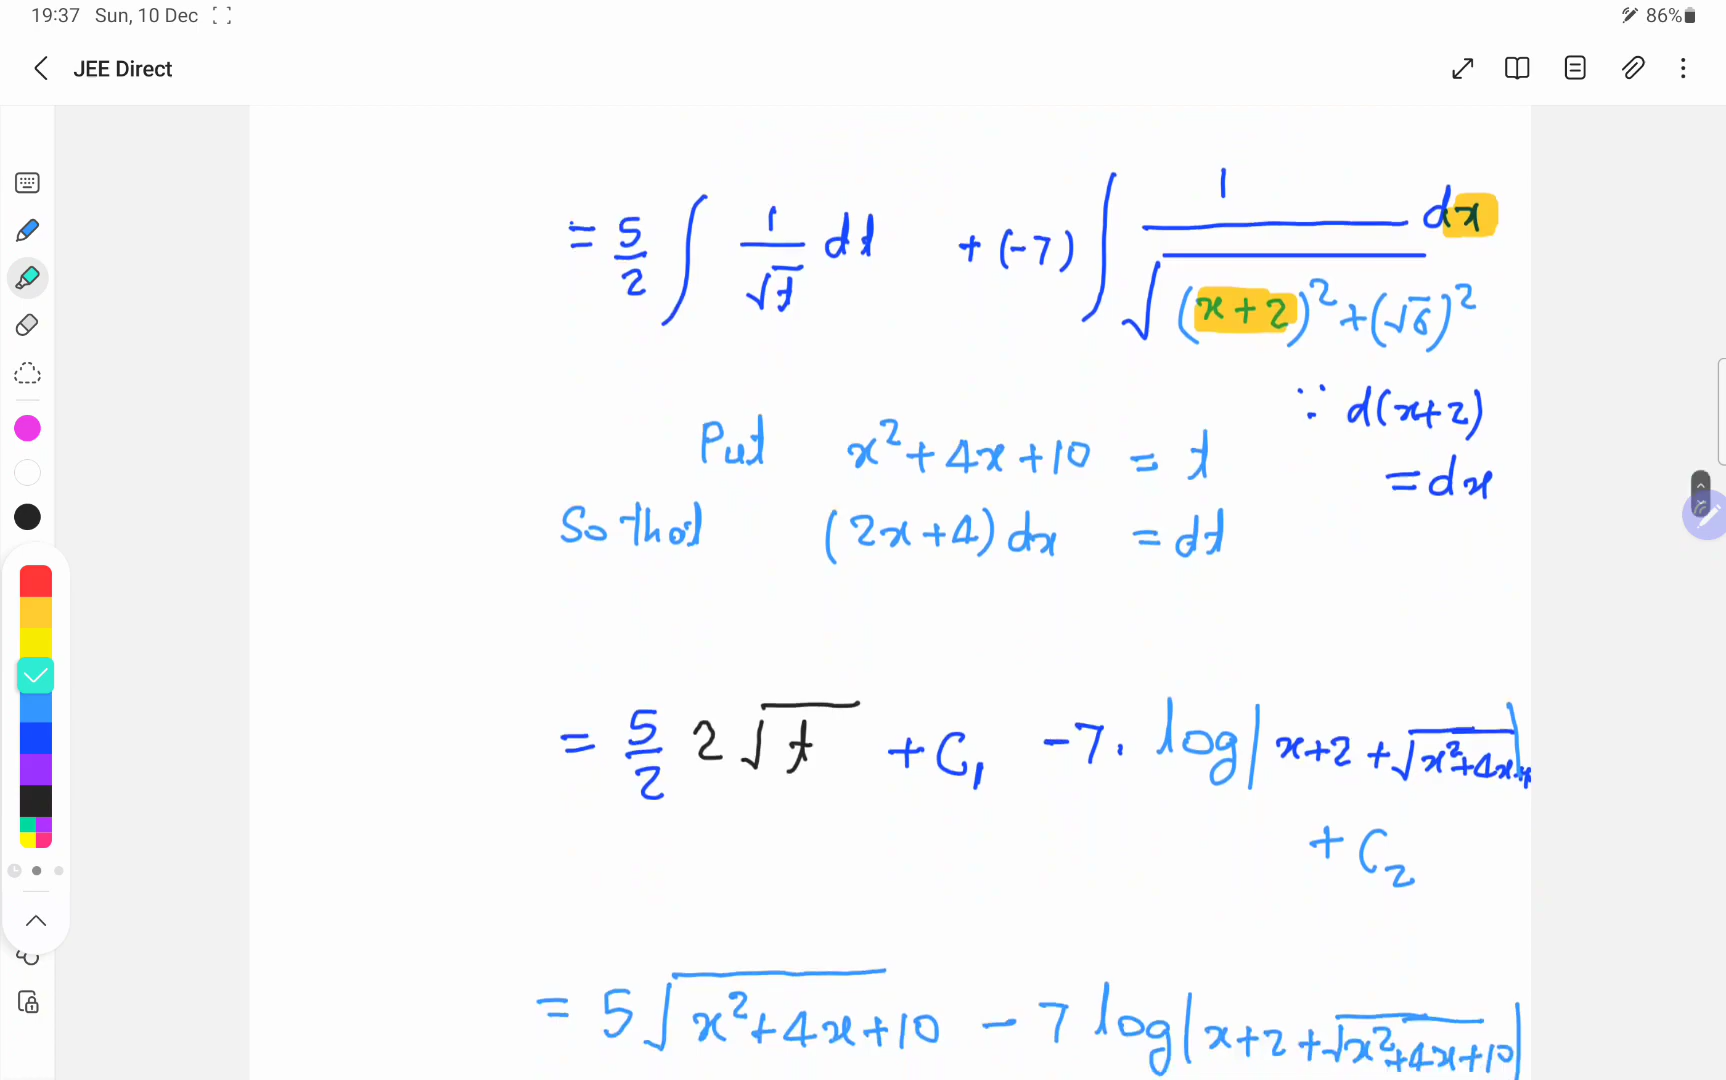 19:37 Sun, 10 Dec 86%
JEE Direct
= 5/2 ∫ 1/√t dt + (-7) ∫ 1/√((x+2)² + (√6)²) dx
∵ d(x+2)
Put x² + 4x + 10 = t
= dx
So that (2x+4) dx = dt
= 5/2 2√t + C₁ -7. log|x+2 + √(x²+4x+
+ C₂
= 5√(x²+4x+10) - 7 log|x+2+√(x²+4x+10)|